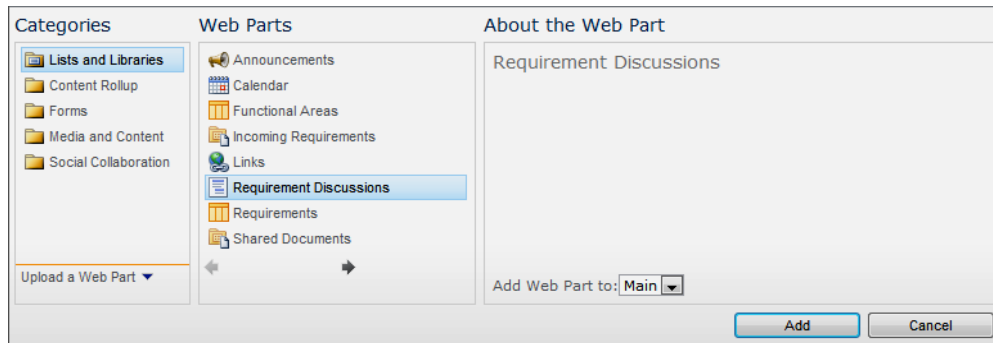 Categories
Lists and Libraries
Content Rollup
Forms
Media and Content
Social Collaboration
Upload a Web Part
Web Parts
Announcements
Calendar
Functional Areas
Incoming Requirements
Links
Requirement Discussions
Requirements
Shared Documents
About the Web Part
Requirement Discussions
Add Web Part to: Main
Add Cancel